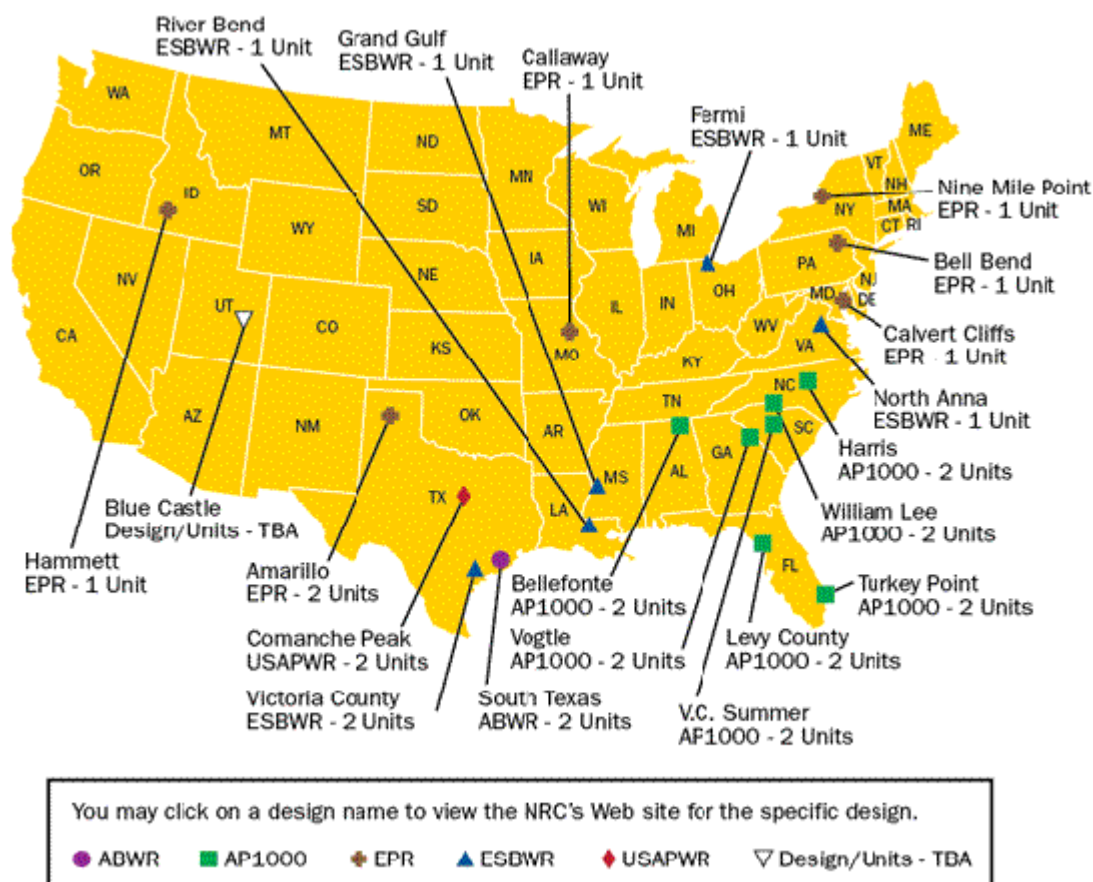 River Bend
ESBWR - 1 Unit
Grand Gulf
ESBWR - 1 Unit
Callaway
EPR - 1 Unit
Fermi
ESBWR - 1 Unit
Nine Mile Point
EPR - 1 Unit
Bell Bend
EPR - 1 Unit
Calvert Cliffs
EPR - 1 Unit
North Anna
ESBWR - 1 Unit
Harris
AP1000 - 2 Units
William Lee
AP1000 - 2 Units
Turkey Point
AP1000 - 2 Units
Levy County
AP1000 - 2 Units
V.C. Summer
AP1000 - 2 Units
Bellefonte
AP1000 - 2 Units
Vogtle
AP1000 - 2 Units
South Texas
ABWR - 2 Units
Victoria County
ESBWR - 2 Units
Comanche Peak
USAPWR - 2 Units
Amarillo
EPR - 2 Units
Blue Castle
Design/Units - TBA
Hammett
EPR - 1 Unit
WA
OR
ID
MT
ND
MN
SD
WY
NE
IA
WI
MI
NV
UT
CO
KS
MO
IL
IN
OH
KY
WV
VA
PA
NY
VT
NH
ME
MA
CT
RI
NJ
DE
MD
CA
AZ
NM
OK
AR
TN
NC
SC
GA
AL
MS
LA
TX
FL
You may click on a design name to view the NRC's Web site for the specific design.
ABWR AP1000 EPR ESBWR USAPWR Design/Units - TBA